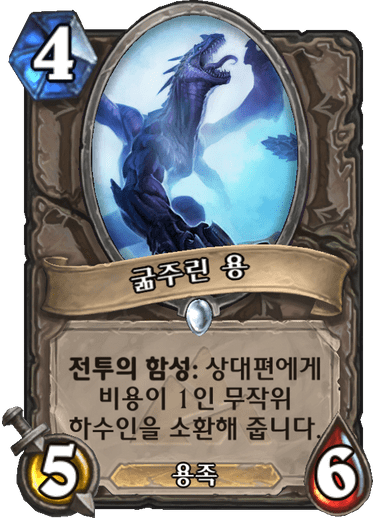 4
굶주린 용
전투의 함성: 상대편에게
비용이 1인 무작위
하수인을 소환해 줍니다.
5
용족
6